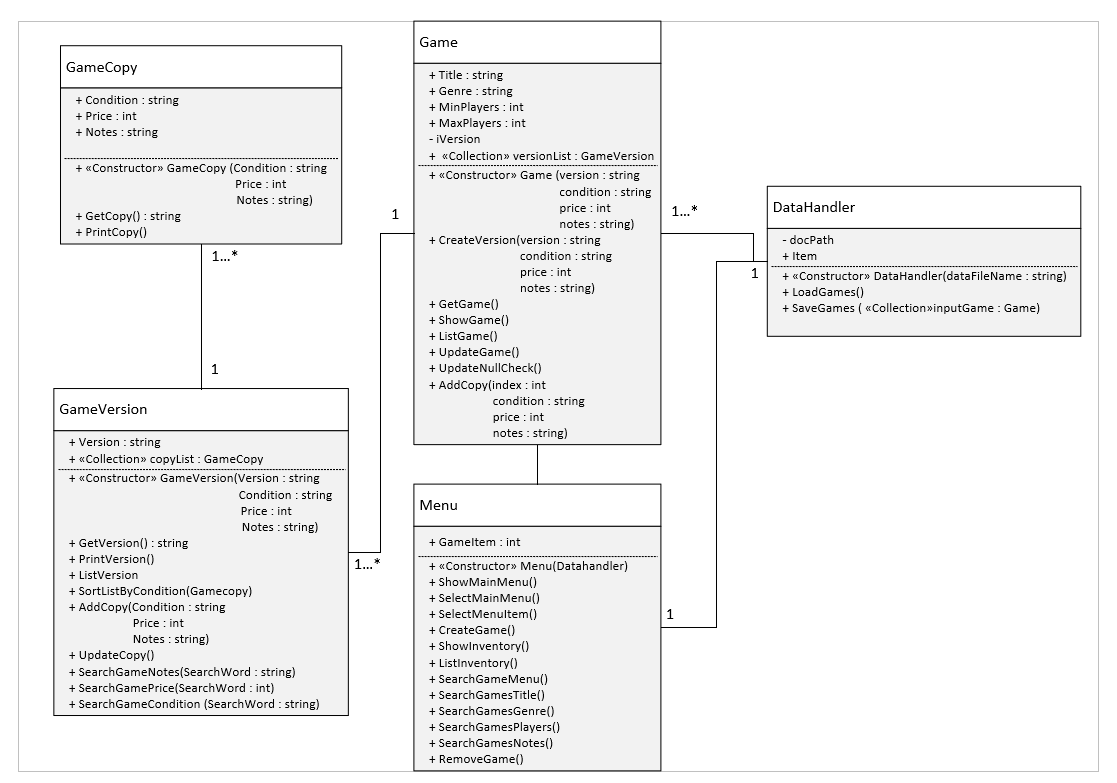 GameCopy
+ Condition : string
+ Price : int
+ Notes : string
+ «Constructor» GameCopy (Condition : string
Price : int
Notes : string)
+ GetCopy() : string
+ PrintCopy()
1...*
1
GameVersion
+ Version : string
+ «Collection» copyList : GameCopy
+ «Constructor» GameVersion(Version : string
Condition : string
Price : int
Notes : string)
+ GetVersion() : string
+ PrintVersion()
+ ListVersion
+ SortListByCondition(Gamecopy)
+ AddCopy(Condition : string
Price : int
Notes : string)
+ UpdateCopy()
+ SearchGameNotes(SearchWord : string)
+ SearchGamePrice(SearchWord : int)
+ SearchGameCondition (SearchWord : string)
1
1...*
Game
+ Title : string
+ Genre : string
+ MinPlayers : int
+ MaxPlayers : int
- iVersion
+ «Collection» versionList : GameVersion
+ «Constructor» Game (version : string
condition : string
price : int
notes : string)
+ CreateVersion(version : string
condition : string
price : int
notes : string)
+ GetGame()
+ ShowGame()
+ ListGame()
+ UpdateGame()
+ UpdateNullCheck()
+ AddCopy(index : int
condition : string
price : int
notes : string)
Menu
+ GameItem : int
+ «Constructor» Menu(Datahandler)
+ ShowMainMenu()
+ SelectMainMenu()
+ SelectMenuItem()
+ CreateGame()
+ ShowInventory()
+ ListInventory()
+ SearchGameMenu()
+ SearchGamesTitle()
+ SearchGamesGenre()
+ SearchGamesPlayers()
+ SearchGamesNotes()
+ RemoveGame()
1...*
1
1
DataHandler
- docPath
+ Item
+ «Constructor» DataHandler(dataFileName : string)
+ LoadGames()
+ SaveGames ( «Collection»inputGame : Game)